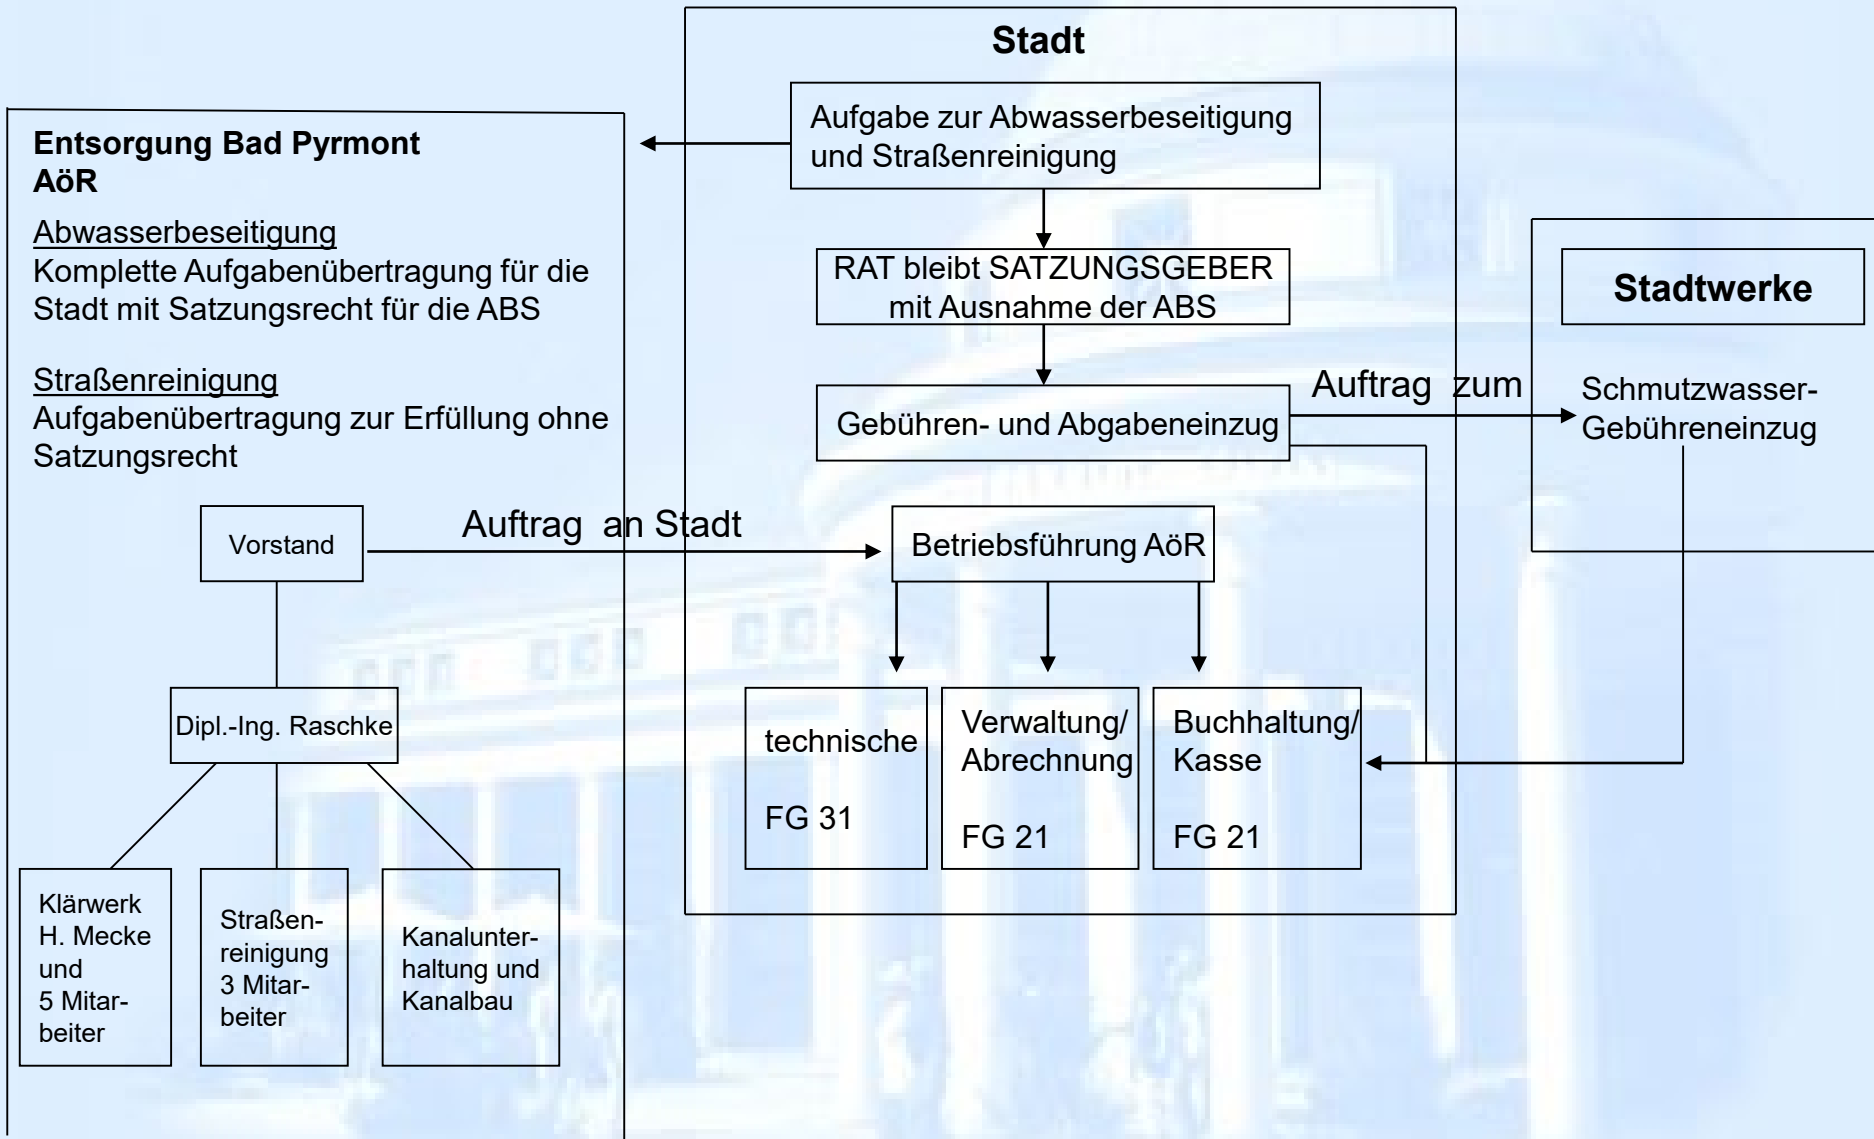 Stadt
Aufgabe zur Abwasserbeseitigung
und Straßenreinigung
Entsorgung Bad Pyrmont
AöR
Abwasserbeseitigung
Komplette Aufgabenübertragung für die
Stadt mit Satzungsrecht für die ABS
Straßenreinigung
Aufgabenübertragung zur Erfüllung ohne
Satzungsrecht
RAT bleibt SATZUNGSGEBER
mit Ausnahme der ABS
Stadtwerke
Gebühren- und Abgabeneinzug
Auftrag zum
Schmutzwasser-
Gebühreneinzug
Vorstand
Auftrag an Stadt
Betriebsführung AöR
Dipl.-Ing. Raschke
technische
FG 31
Verwaltung/
Abrechnung
FG 21
Buchhaltung/
Kasse
FG 21
Klärwerk
H. Mecke
und
5 Mitar-
beiter
Straßen-
reinigung
3 Mitar-
beiter
Kanalunter-
haltung und
Kanalbau